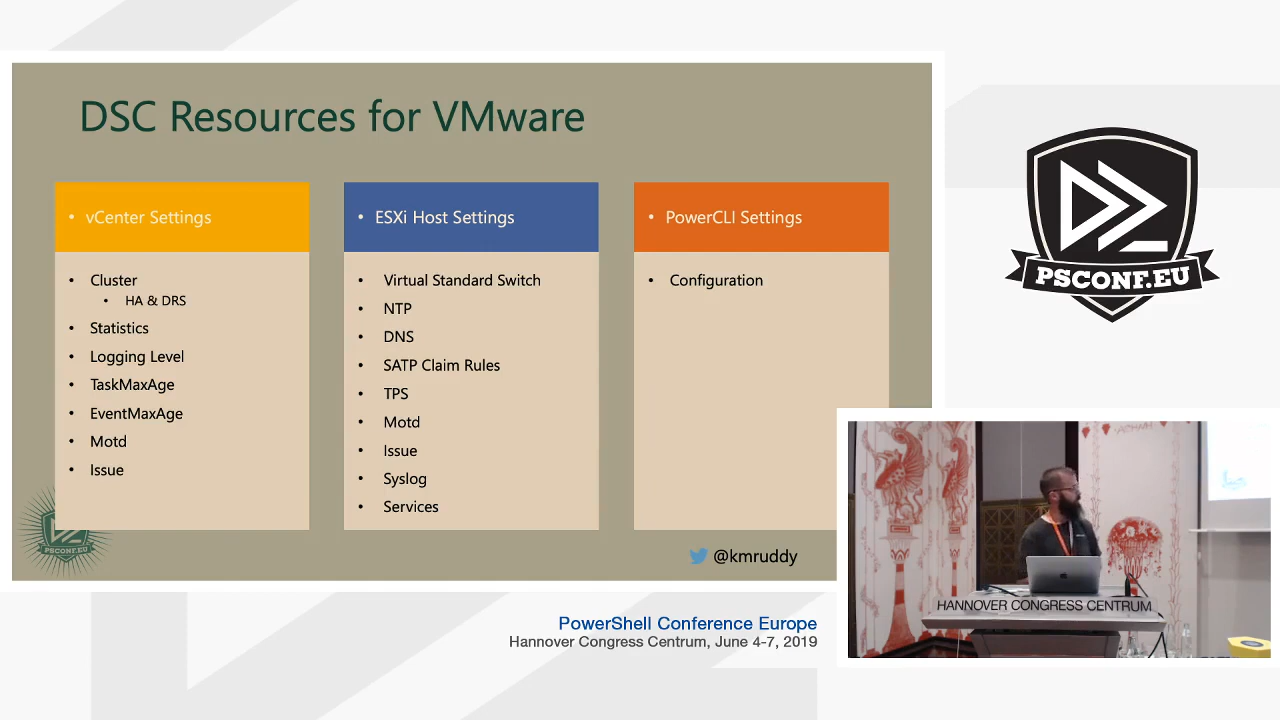 DSC Resources for VMware
• vCenter Settings
• Cluster
• HA & DRS
• Statistics
• Logging Level
• TaskMaxAge
• EventMaxAge
• Motd
• Issue
• ESXi Host Settings
• Virtual Standard Switch
• NTP
• DNS
• SATP Claim Rules
• TPS
• Motd
• Issue
• Syslog
• Services
• PowerCLI Settings
• Configuration
PSCONF.EU
@kmruddy
PSCONF.EU
HANNOVER CONGRESS CENTRUM
PowerShell Conference Europe
Hannover Congress Centrum, June 4-7, 2019